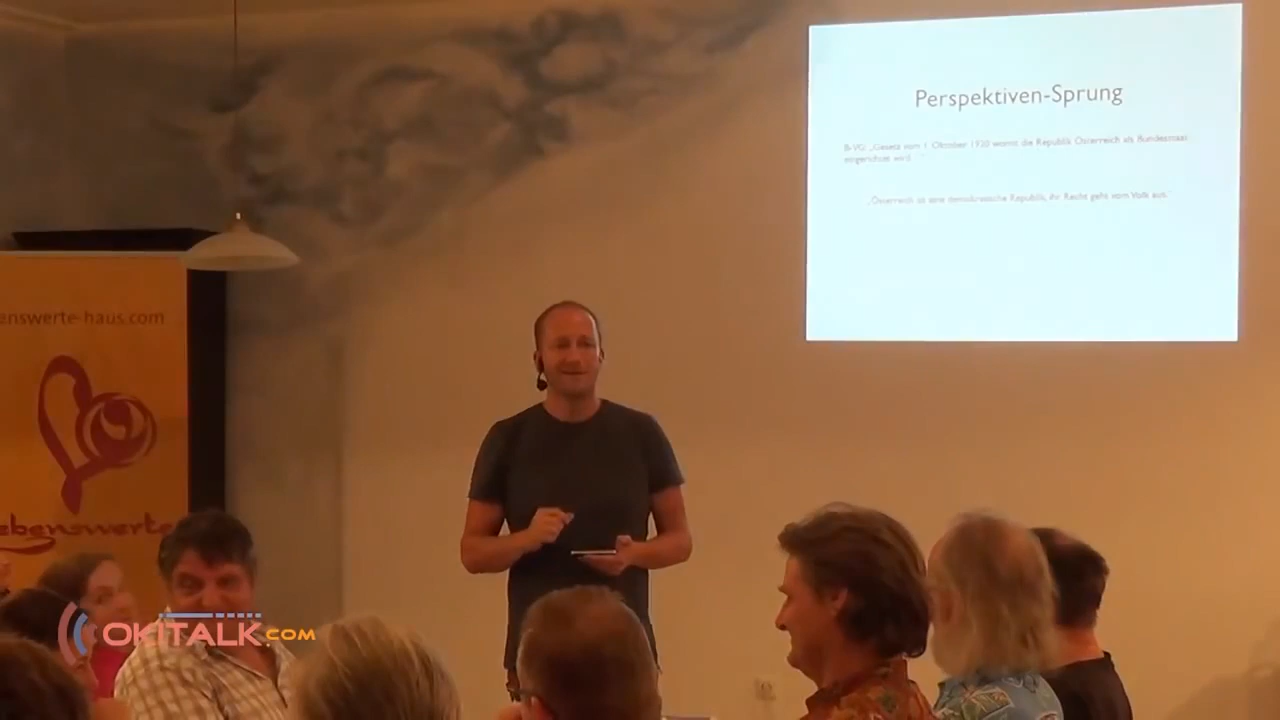 Perspektiven-Sprung
B-VG: „Gesetz vom 1. Oktober 1920 womit die Republik Österreich als Bundesstaat
eingerichtet wird
„Österreich ist eine demokratische Republik, ihr Recht geht vom Volk aus.
enswerte-haus.com
ebenswerte
OKITALK.COM